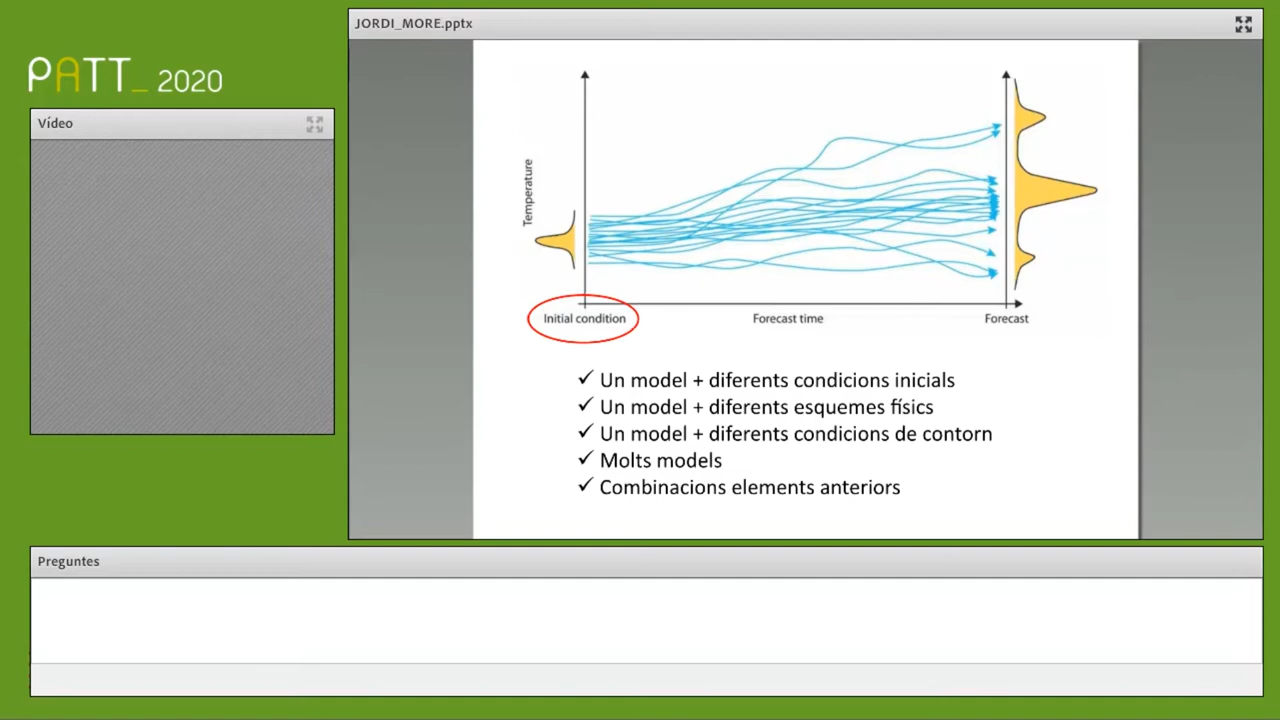 JORDI_MORE.pptx
PATT_ 2020
Vídeo
Temperature
Initial condition
Forecast time
Forecast
✓ Un model + diferents condicions inicials
✓ Un model + diferents esquemes físics
✓ Un model + diferents condicions de contorn
✓ Molts models
✓ Combinacions elements anteriors
Preguntes